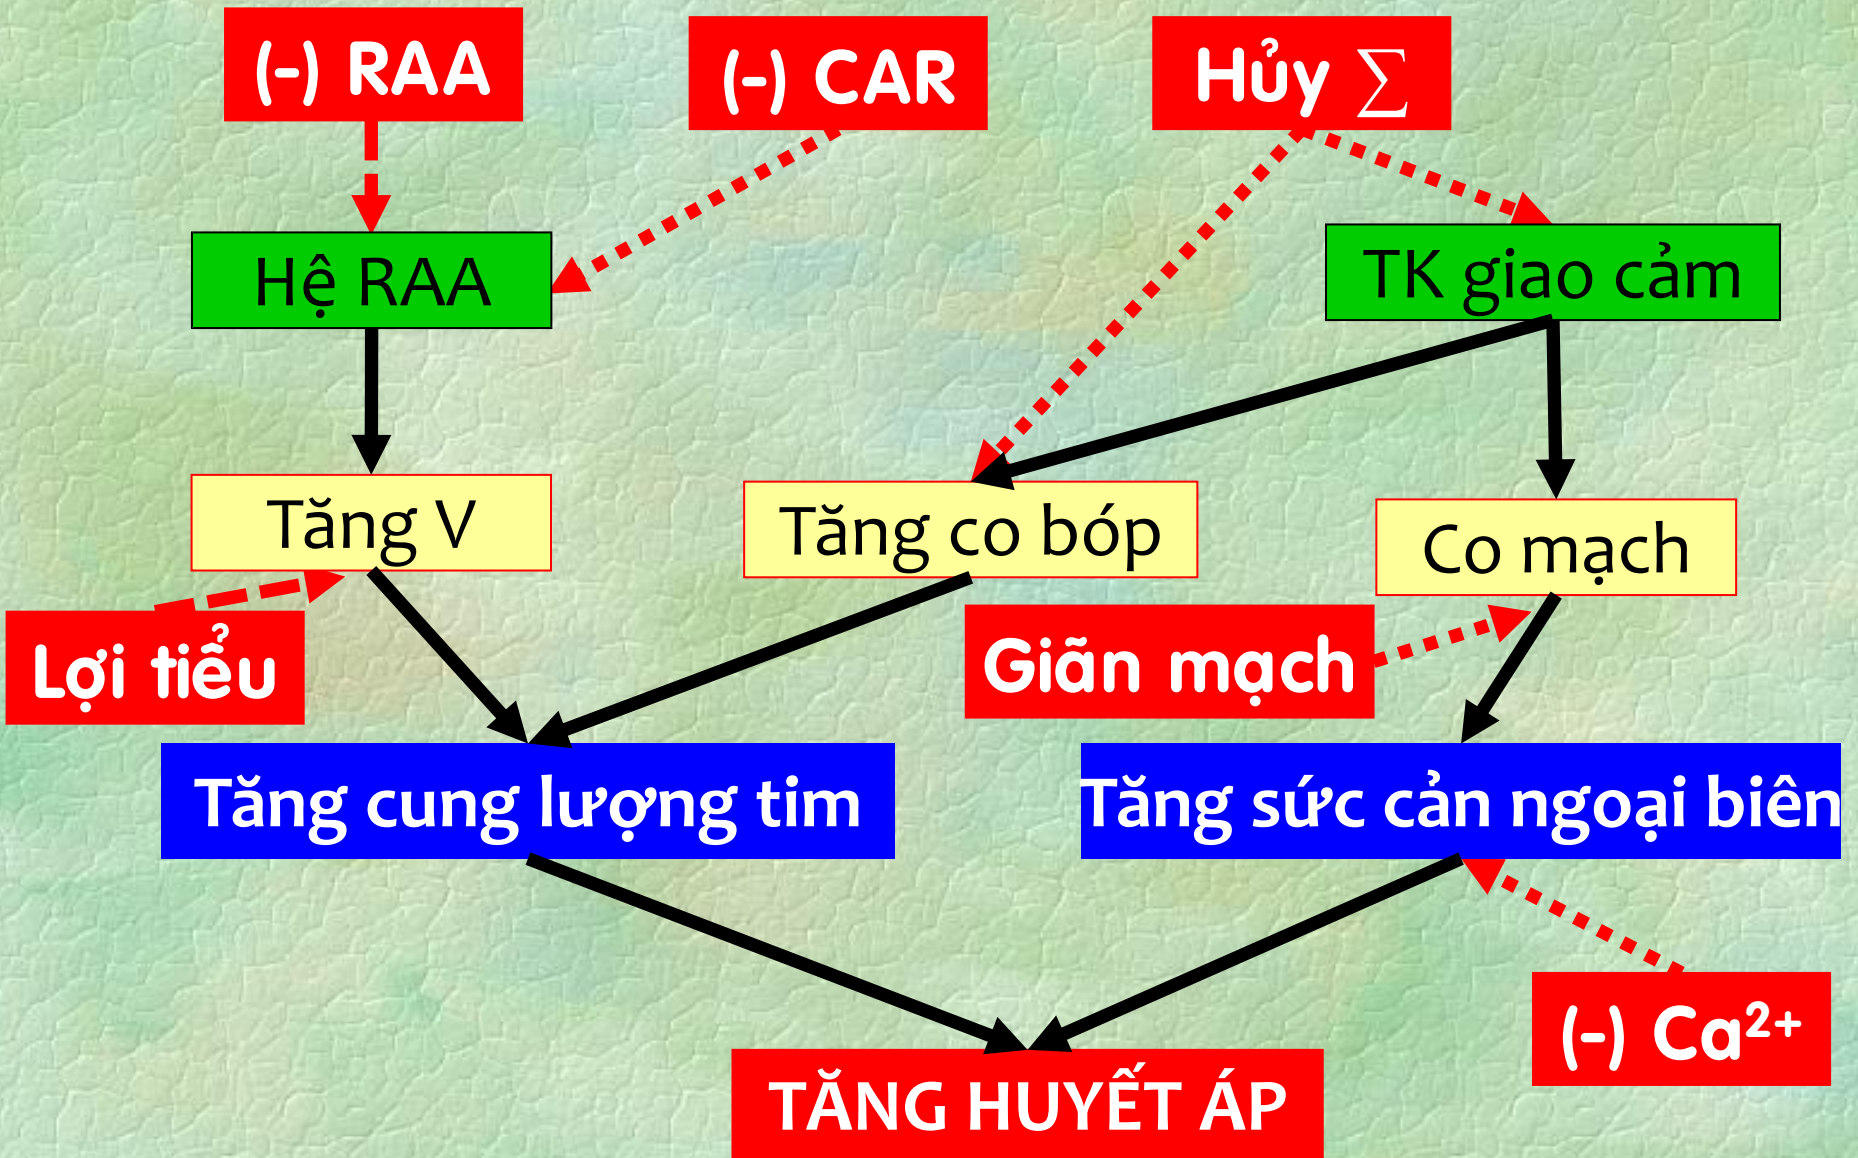 (-) RAA
(-) CAR
Hủy ∑
Hệ RAA
TK giao cảm
Tăng V
Tăng co bóp
Co mạch
Lợi tiểu
Giãn mạch
Tăng cung lượng tim
Tăng sức cản ngoại biên
(-) Ca²⁺
TĂNG HUYẾT ÁP